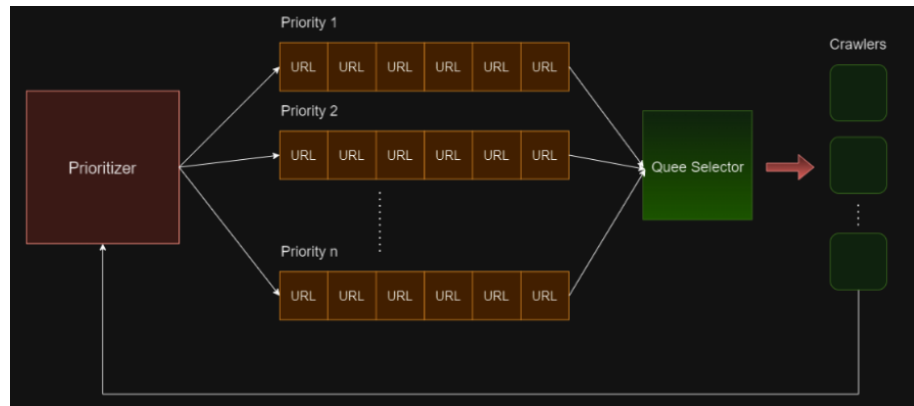 Priority 1
Crawlers
URL URL URL URL URL URL
Priority 2
Prioritizer
URL URL URL URL URL URL
Quee Selector
Priority n
URL URL URL URL URL URL